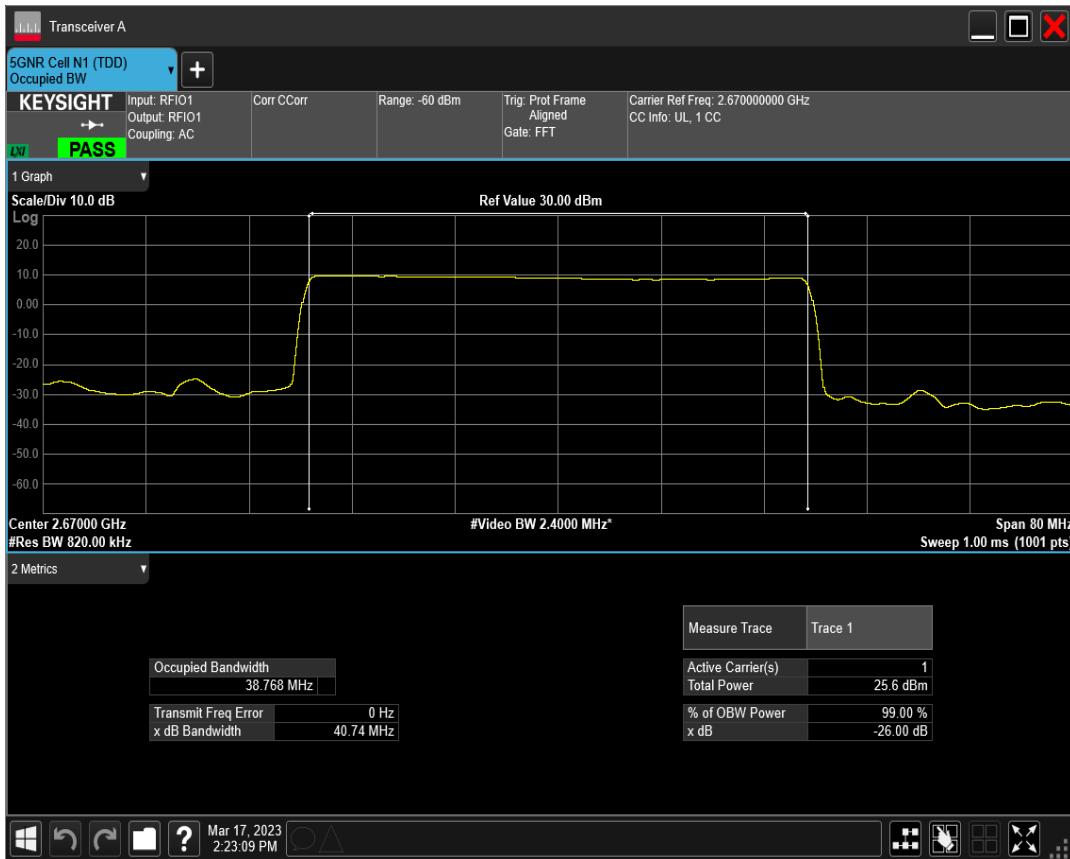 Transceiver A
5GNR Cell N1 (TDD)
Occupied BW
+
KEYSIGHT
LXI
PASS
Input: RFIO1
Output: RFIO1
Coupling: AC
Corr CCorr
Range: -60 dBm
Trig: Prot Frame
Aligned
Gate: FFT
Carrier Ref Freq: 2.670000000 GHz
CC Info: UL, 1 CC
1 Graph
Scale/Div 10.0 dB
Ref Value 30.00 dBm
Log
20.0
10.0
0.00
-10.0
-20.0
-30.0
-40.0
-50.0
-60.0
Center 2.67000 GHz
#Video BW 2.4000 MHz*
Span 80 MHz
#Res BW 820.00 kHz
Sweep 1.00 ms (1001 pts)
2 Metrics
Measure Trace Trace 1
Occupied Bandwidth
38.768 MHz
Transmit Freq Error 0 Hz
x dB Bandwidth 40.74 MHz
Active Carrier(s) 1
Total Power 25.6 dBm
% of OBW Power 99.00 %
x dB -26.00 dB
?
Mar 17, 2023
2:23:09 PM